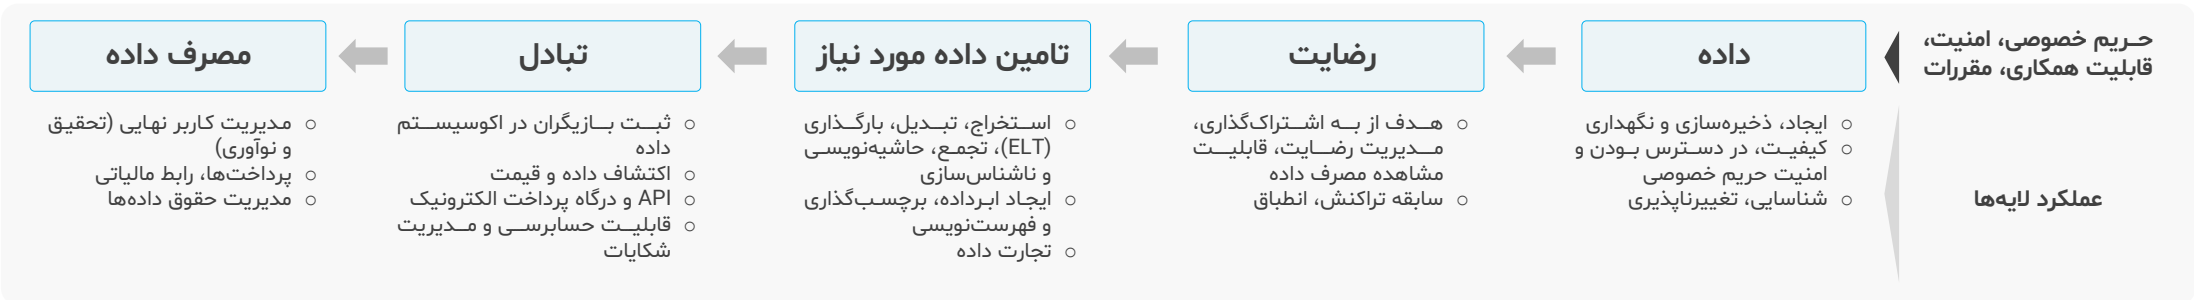 حریم خصوصی، امنیت،
قابلیت همکاری، مقررات
داده
رضایت
تامین داده مورد نیاز
تبادل
مصرف داده
عملکرد لایه‌ها
ایجاد، ذخیره‌سازی و نگهداری
کیفیت، در دسترس بودن و
امنیت حریم خصوصی
شناسایی، تغییرناپذیری
هدف از به اشتراک‌گذاری،
مدیریت رضایت، قابلیت
مشاهده مصرف داده
سابقه تراکنش، انطباق
استخراج، تبدیل، بارگذاری
(ELT)، تجمع، حاشیه‌نویسی
و ناشناس‌سازی
ایجاد ابرداده، برچسب‌گذاری
و فهرست‌نویسی
تجارت داده
ثبت بازیگران در اکوسیستم
داده
اکتشاف داده و قیمت
API و درگاه پرداخت الکترونیک
قابلیت حسابرسی و مدیریت
شکایات
مدیریت کاربر نهایی (تحقیق
و نوآوری)
پرداخت‌ها، رابط مالیاتی
مدیریت حقوق داده‌ها